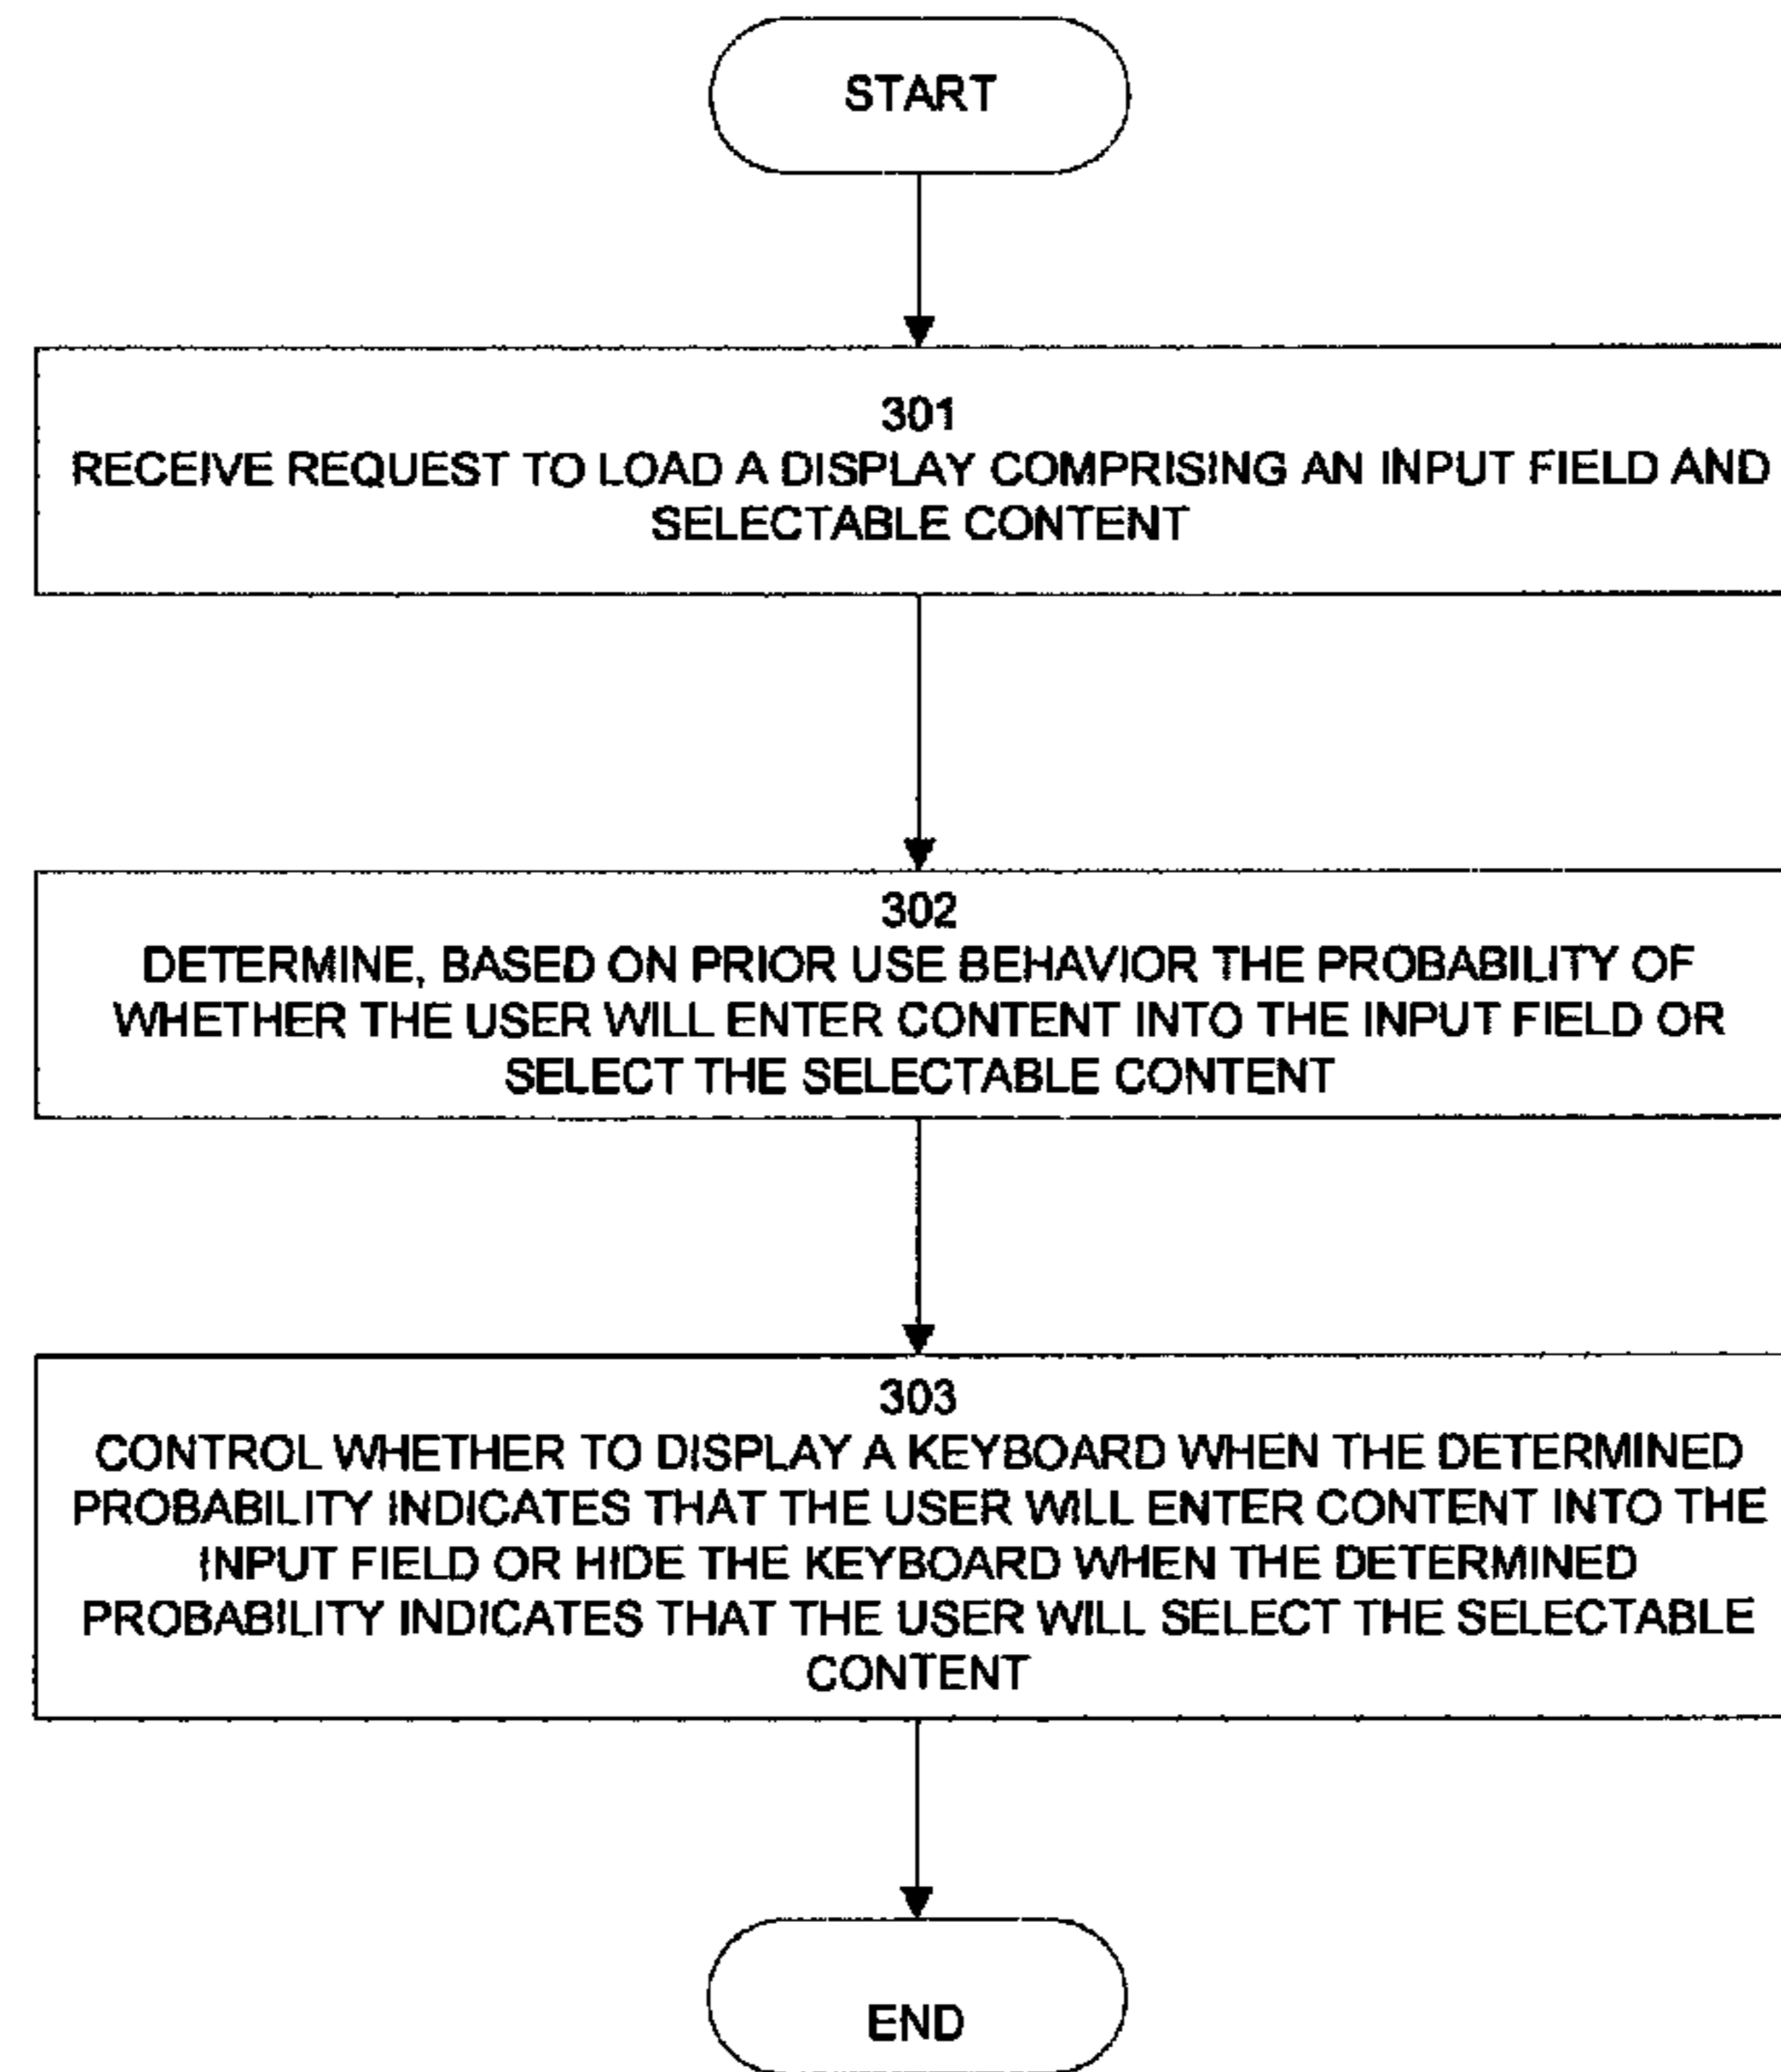 START
301
RECEIVE REQUEST TO LOAD A DISPLAY COMPRISING AN INPUT FIELD AND
SELECTABLE CONTENT
302
DETERMINE, BASED ON PRIOR USE BEHAVIOR THE PROBABILITY OF
WHETHER THE USER WILL ENTER CONTENT INTO THE INPUT FIELD OR
SELECT THE SELECTABLE CONTENT
303
CONTROL WHETHER TO DISPLAY A KEYBOARD WHEN THE DETERMINED
PROBABILITY INDICATES THAT THE USER WILL ENTER CONTENT INTO THE
INPUT FIELD OR HIDE THE KEYBOARD WHEN THE DETERMINED
PROBABILITY INDICATES THAT THE USER WILL SELECT THE SELECTABLE
CONTENT
END